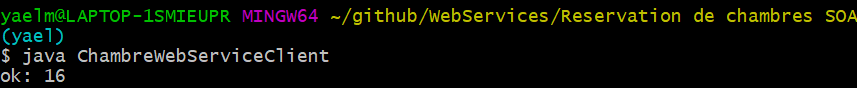 yaelm@LAPTOP-1SMIEUPR MINGW64 ~/github/WebServices/Reservation de chambres SOA
(yael)
$ java ChambreWebServiceClient
ok: 16